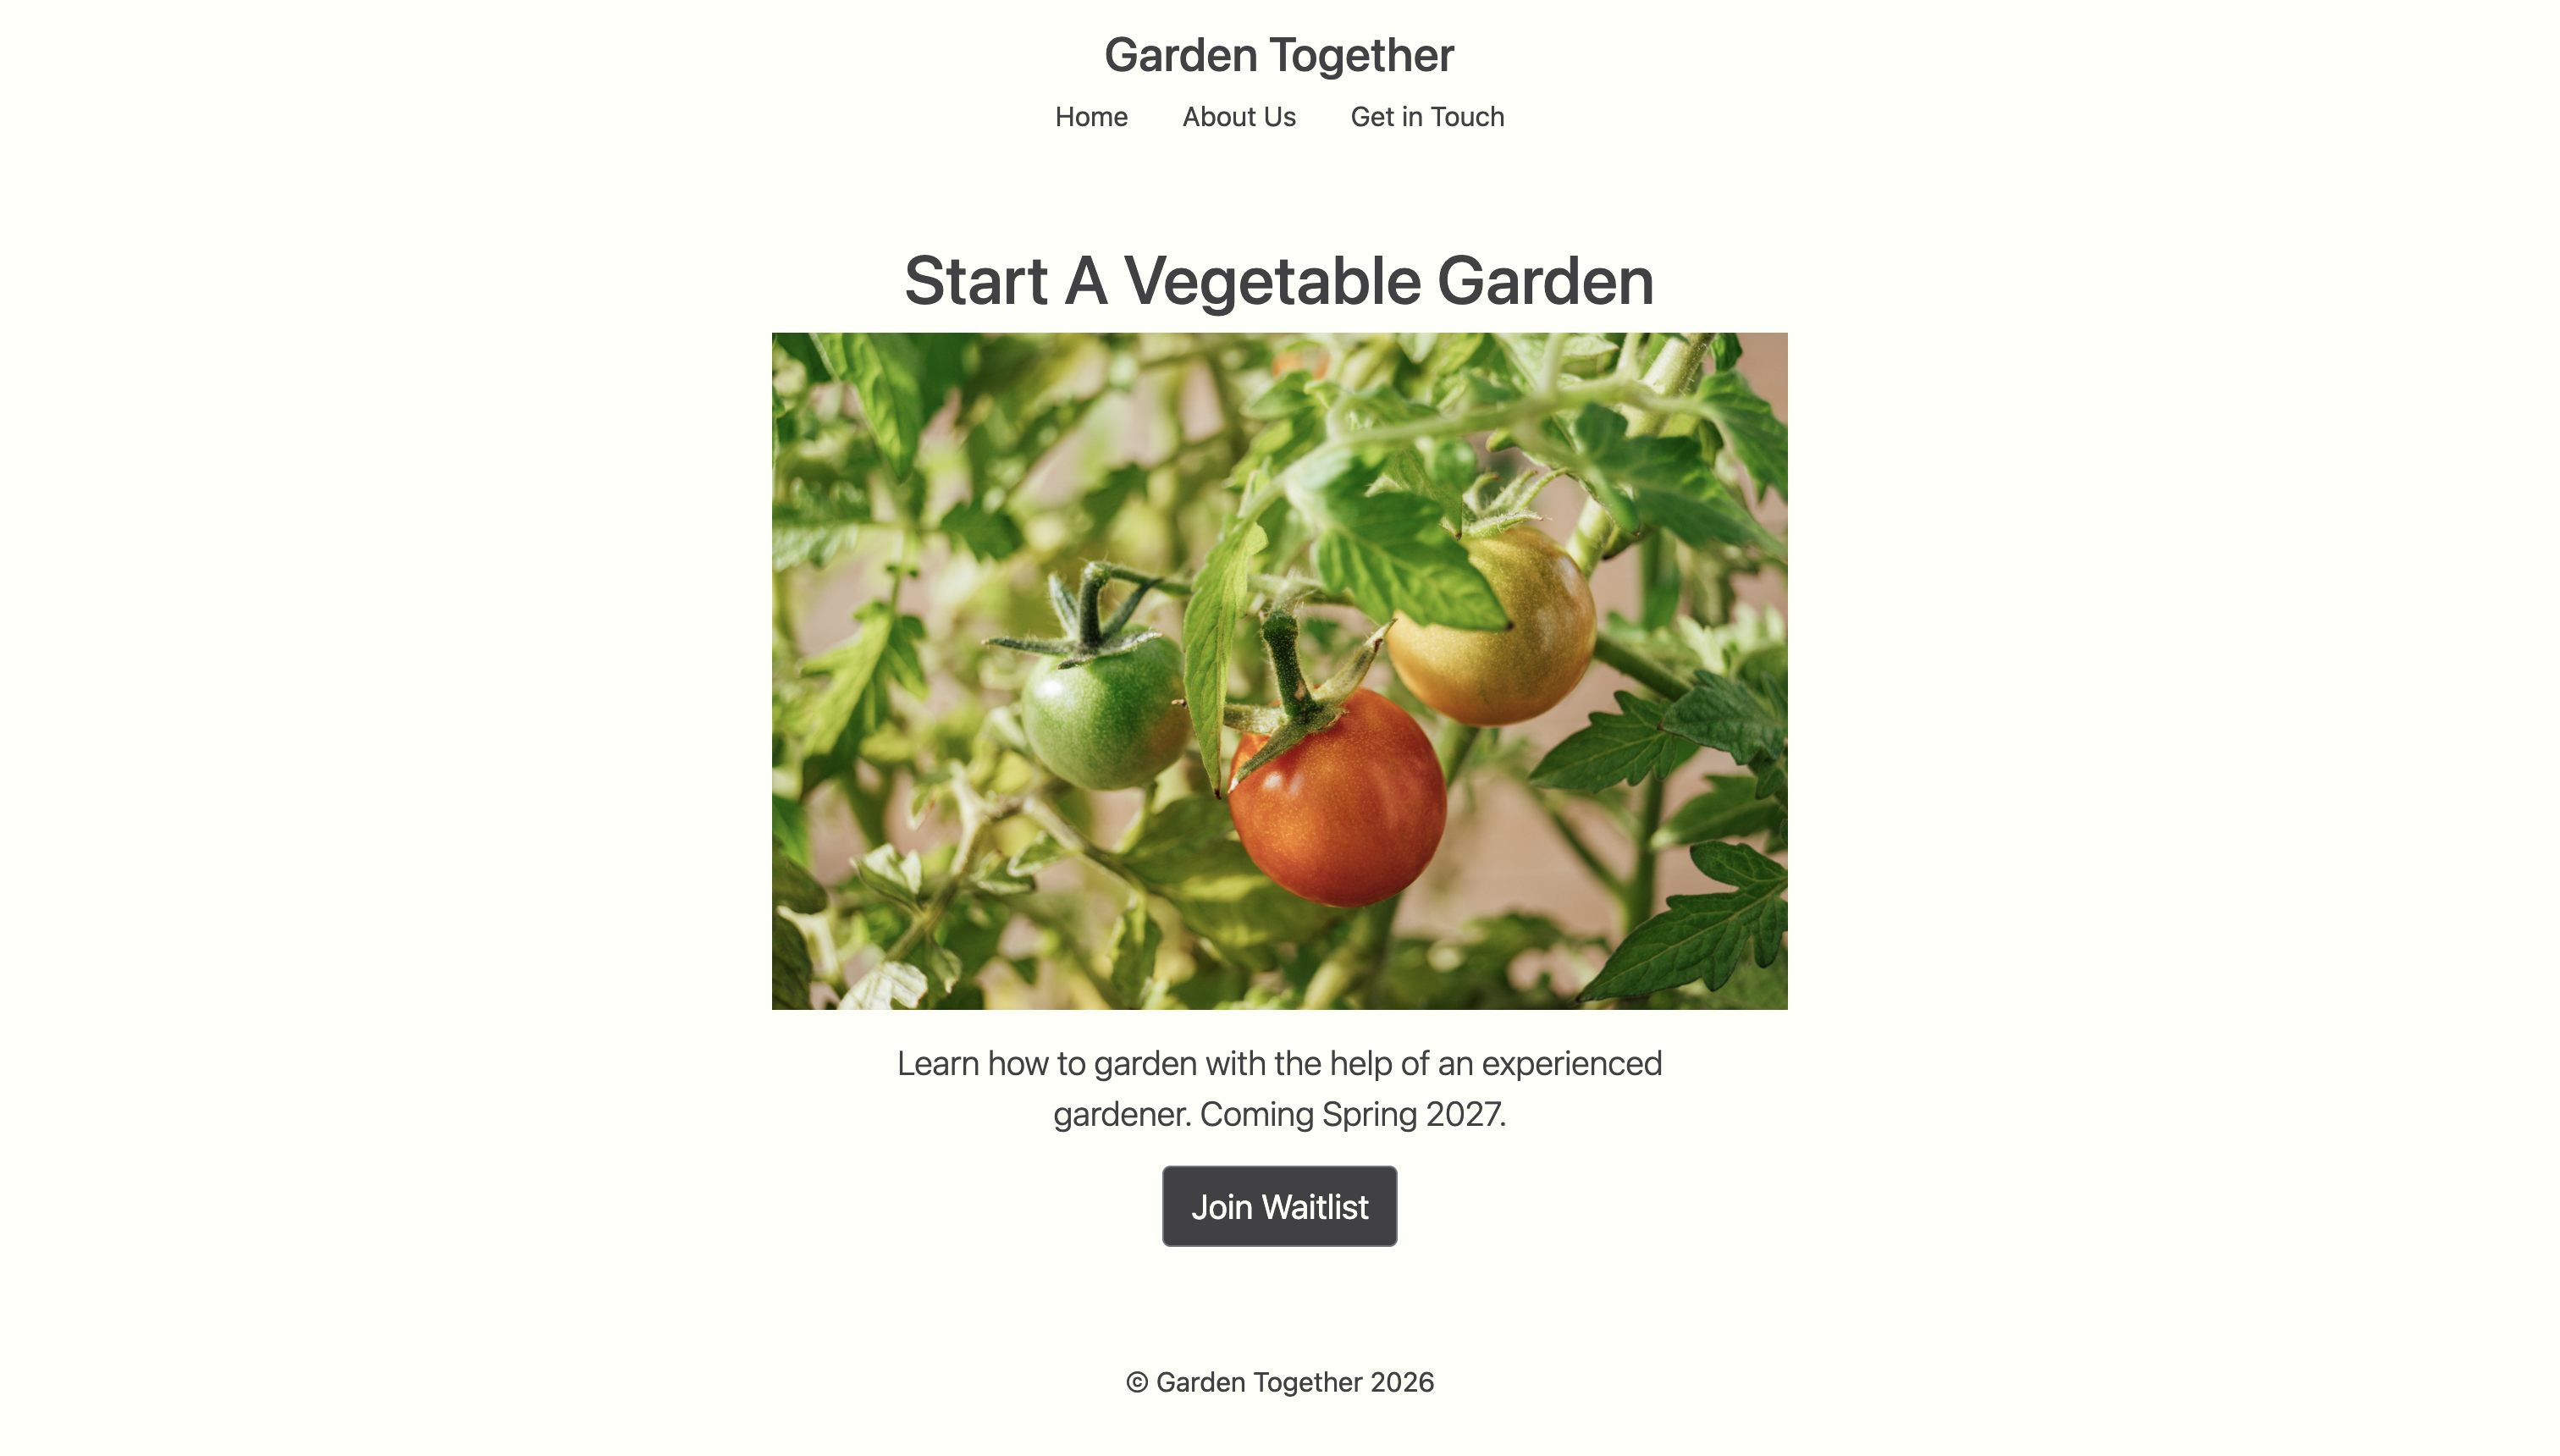 Garden Together
Home About Us Get in Touch
Start A Vegetable Garden
Learn how to garden with the help of an experienced
gardener. Coming Spring 2027.
Join Waitlist
© Garden Together 2026